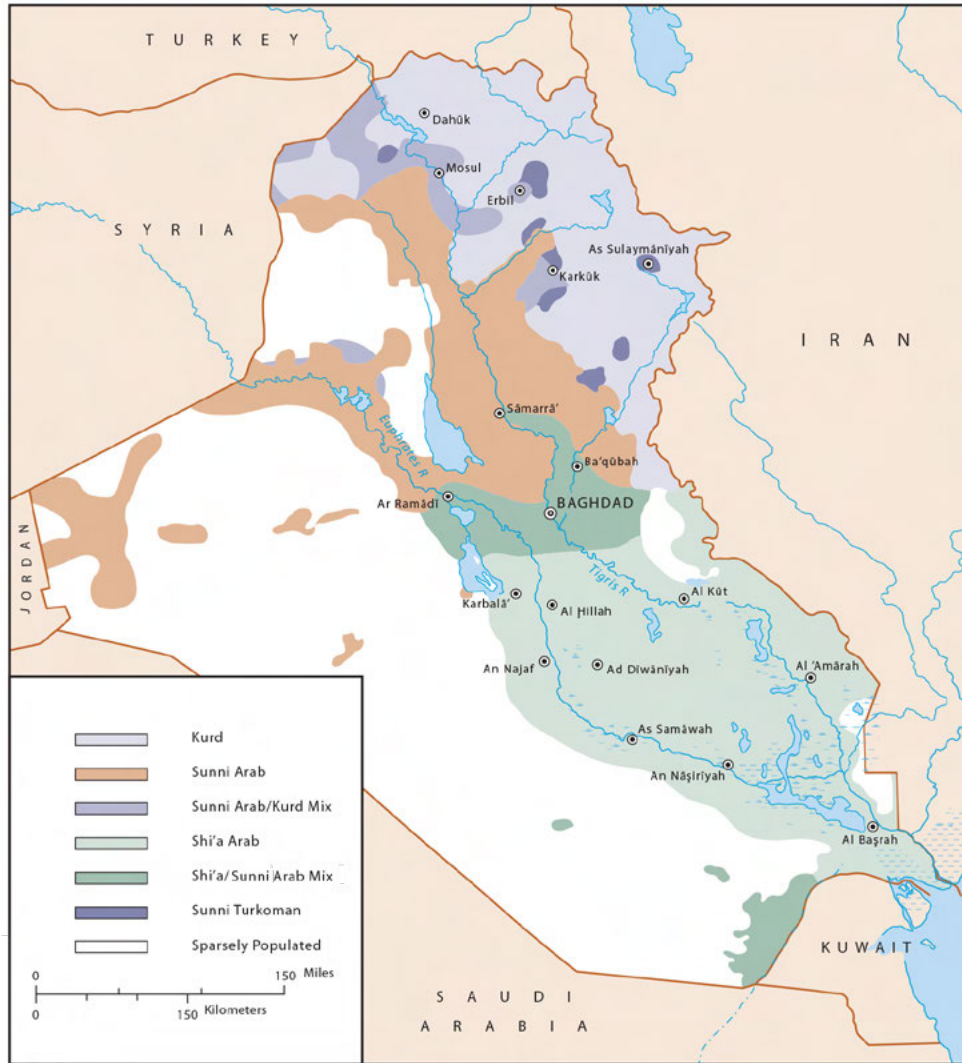 TURKEY
Dahūk
Mosul
Erbil
SYRIA
As Sulaymānīyah
Karkūk
IRAN
Sāmarrā'
Euphrates R
Ba'qūbah
Ar Ramādī
BAGHDAD
JORDAN
Tigris R
Karbalā'
Al Ḩillah
Al Kūt
An Najaf
Ad Dīwānīyah
Al 'Amārah
As Samāwah
An Nāşirīyah
Al Başrah
KUWAIT
SAUDI
ARABIA
Kurd
Sunni Arab
Sunni Arab/Kurd Mix
Shi'a Arab
Shi'a/Sunni Arab Mix
Sunni Turkoman
Sparsely Populated
0 150 Miles
0 150 Kilometers